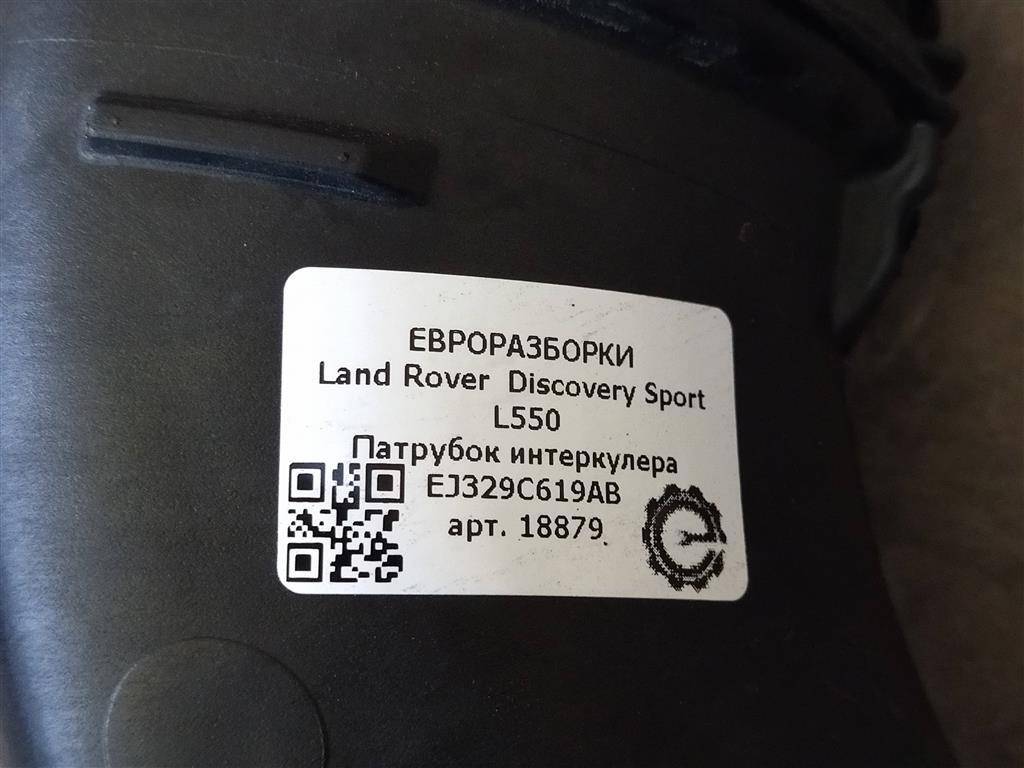 ЕВРОРАЗБОРКИ
Land Rover Discovery Sport
L550
Патрубок интеркулера
EJ329C619AB
арт. 18879